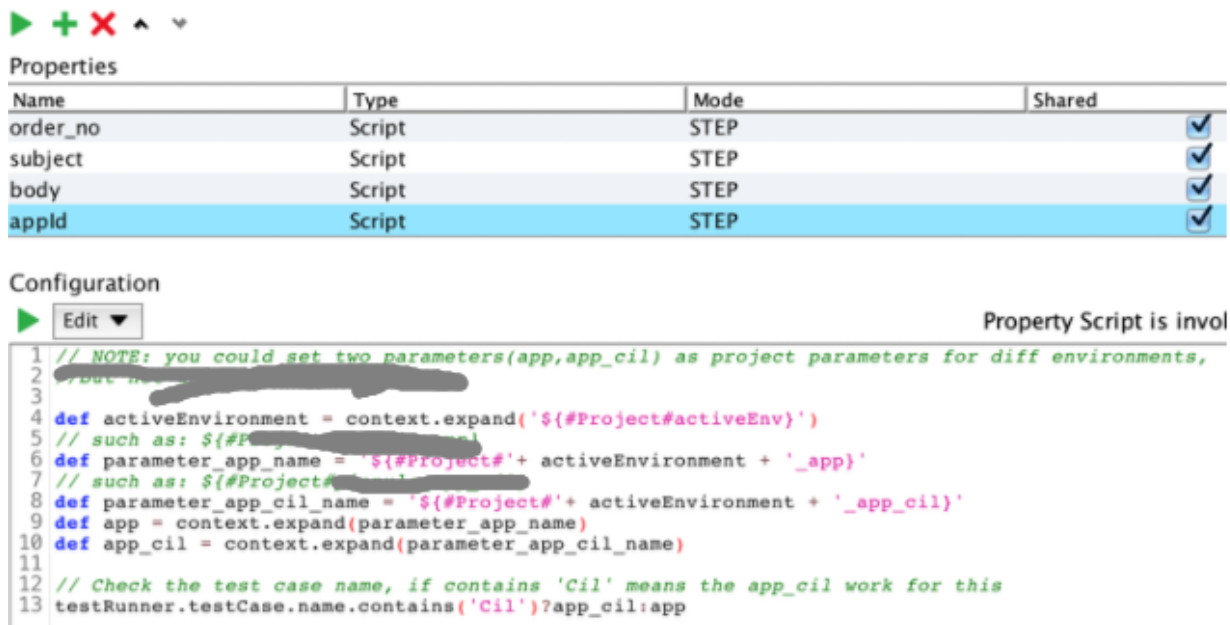 Properties
Name Type Mode Shared
order_no Script STEP
subject Script STEP
body Script STEP
appId Script STEP
Configuration
Edit Property Script is invol
1 // NOTE: you could set two parameters(app,app_cil) as project parameters for diff environments,
2
3
4 def activeEnvironment = context.expand('${#Project#activeEnv}')
5 // such as: ${#P
6 def parameter_app_name = '${#Project#'+ activeEnvironment + '_app}'
7 // such as: ${#Project#
8 def parameter_app_cil_name = '${#Project#'+ activeEnvironment + '_app_cil}'
9 def app = context.expand(parameter_app_name)
10 def app_cil = context.expand(parameter_app_cil_name)
11
12 // Check the test case name, if contains 'Cil' means the app_cil work for this
13 testRunner.testCase.name.contains('Cil')?app_cil:app